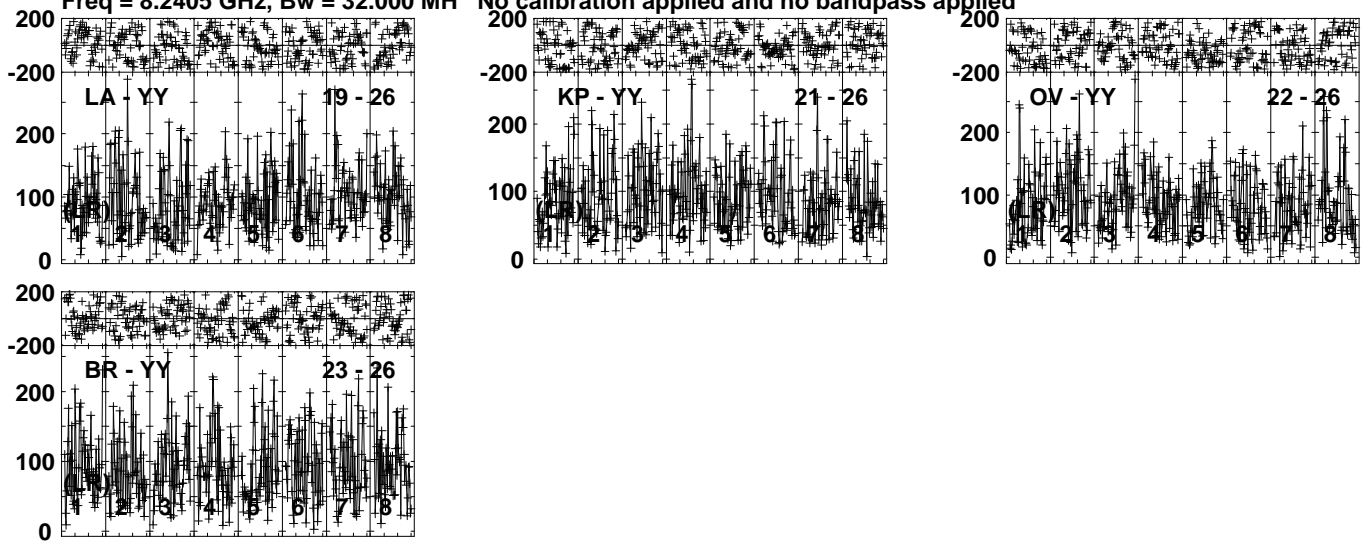 Freq = 8.2405 GHz, Bw = 32.000 MH No calibration applied and no bandpass applied
200
-200
LA - YY 19 - 26
200
100
(LR)
1 2 3 4 5 6 7 8
0
200
-200
KP - YY 21 - 26
200
100
(LR)
1 2 3 4 5 6 7 8
0
200
-200
OV - YY 22 - 26
200
100
(LR)
1 2 3 4 5 6 7 8
0
200
-200
BR - YY 23 - 26
200
100
(LR)
1 2 3 4 5 6 7 8
0